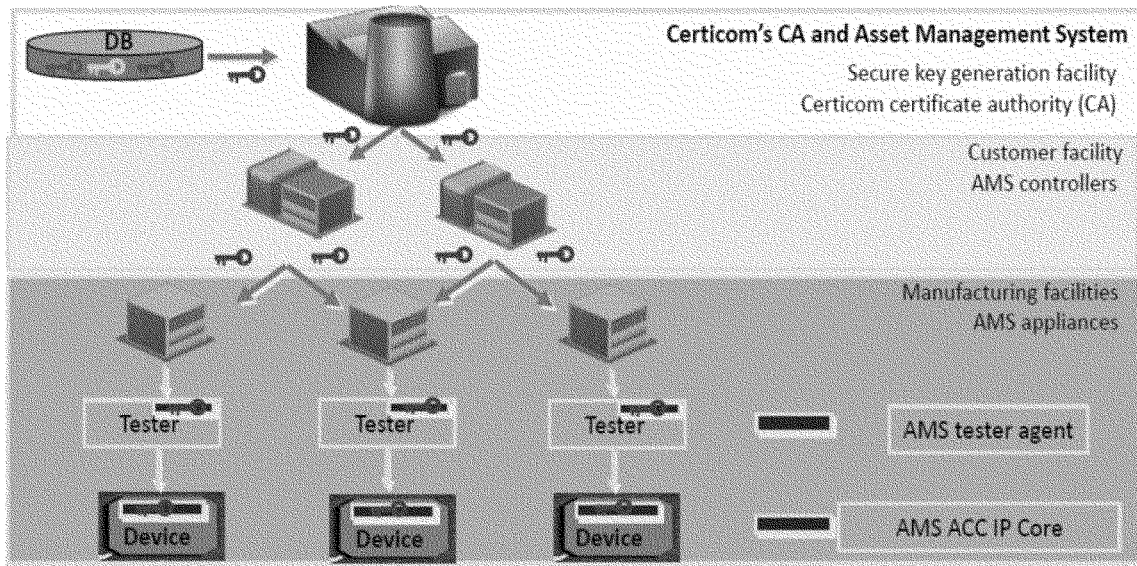 DB
Certicom's CA and Asset Management System
Secure key generation facility
Certicom certificate authority (CA)
Customer facility
AMS controllers
Manufacturing facilities
AMS appliances
Tester
Tester
Tester
AMS tester agent
Device
Device
Device
AMS ACC IP Core